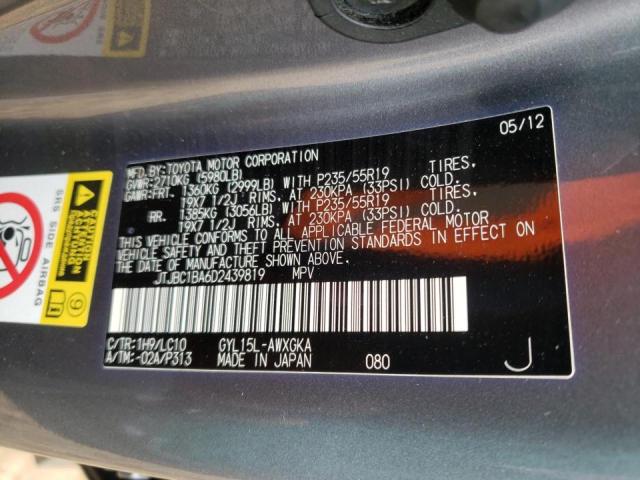 05/12
MFD.BY:TOYOTA MOTOR CORPORATION
GVWR:2710KG (5980LB)
GAWR:FRT. 1360KG (2999LB) WITH P235/55R19 TIRES.
19X7 1/2J RIMS. AT 230KPA (33PSI) COLD.
RR. 1385KG (3056LB) WITH P235/55R19 TIRES.
19X7 1/2J RIMS. AT 230KPA (33PSI) COLD.
THIS VEHICLE CONFORMS TO ALL APPLICABLE FEDERAL MOTOR
VEHICLE SAFETY AND THEFT PREVENTION STANDARDS IN EFFECT ON
THE DATE OF MANUFACTURE SHOWN ABOVE.
JTJBC1BA6D2439819 MPV
C/TR:1H9/LC10 GYL15L-AWXGKA
A/TM:-02A/P313 MADE IN JAPAN 080
J
SRS SIDE AIRBAG
CAUTION
9